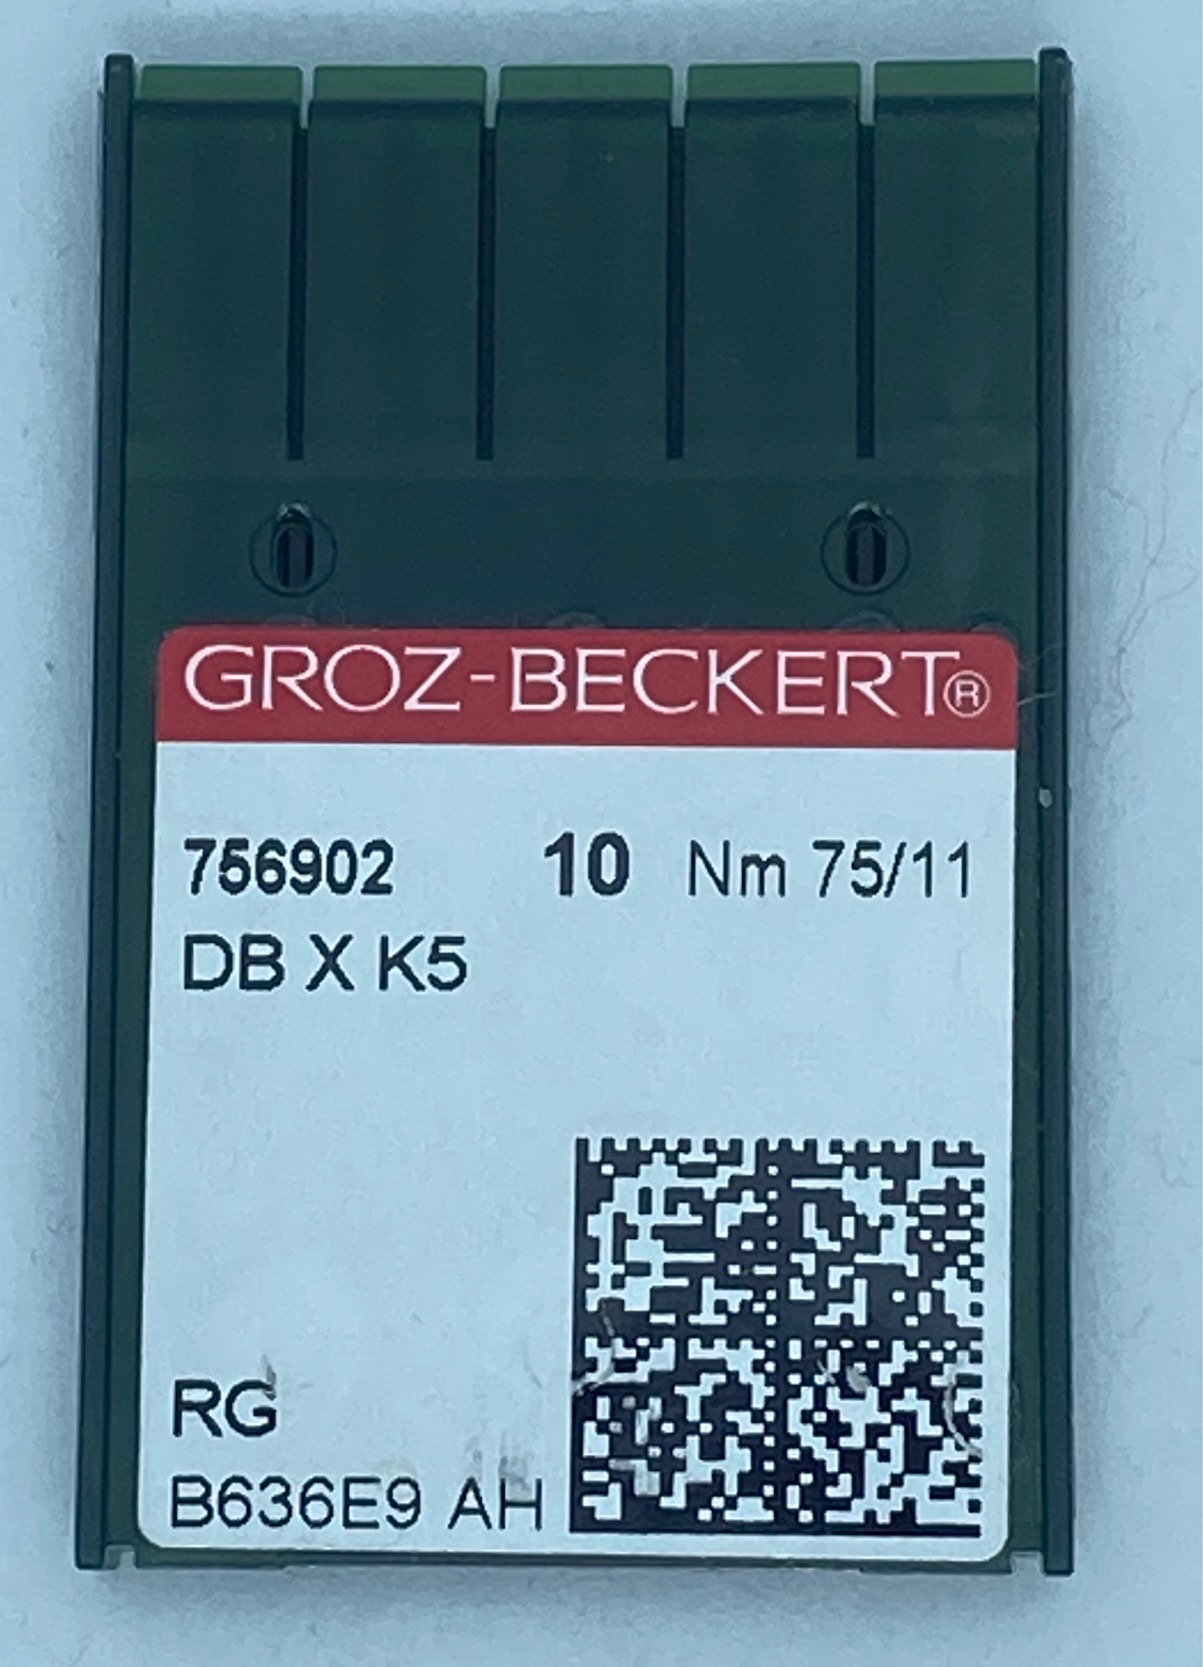 GROZ-BECKERT®
756902 10 Nm 75/11
DB X K5
RG
B636E9 AH